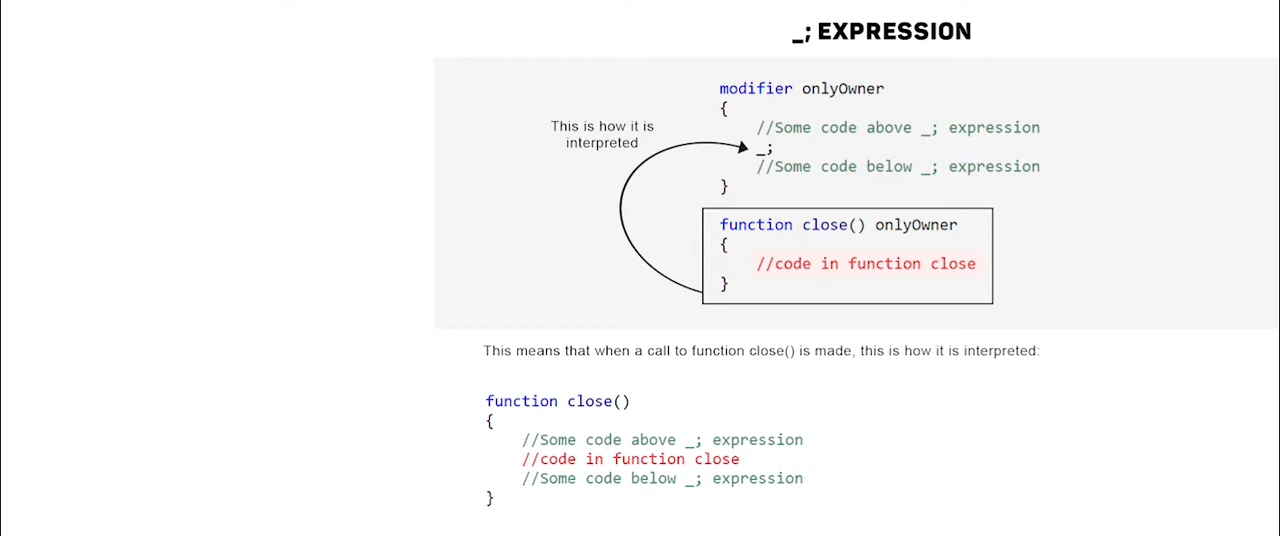 _; EXPRESSION
modifier onlyOwner
{
//Some code above _; expression
This is how it is
interpreted
_;
//Some code below _; expression
}
function close() onlyOwner
{
//code in function close
}
This means that when a call to function close() is made, this is how it is interpreted:
function close()
{
//Some code above _; expression
//code in function close
//Some code below _; expression
}